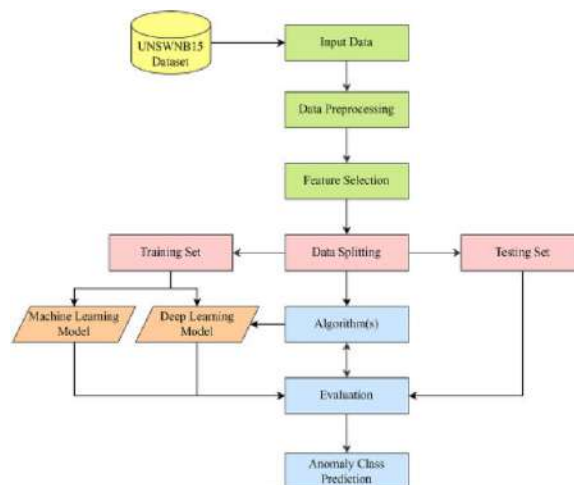 UNSWNB15
Dataset
Input Data
Data Preprocessing
Feature Selection
Training Set
Data Splitting
Testing Set
Machine Learning
Model
Deep Learning
Model
Algorithm(s)
Evaluation
Anomaly Class
Prediction